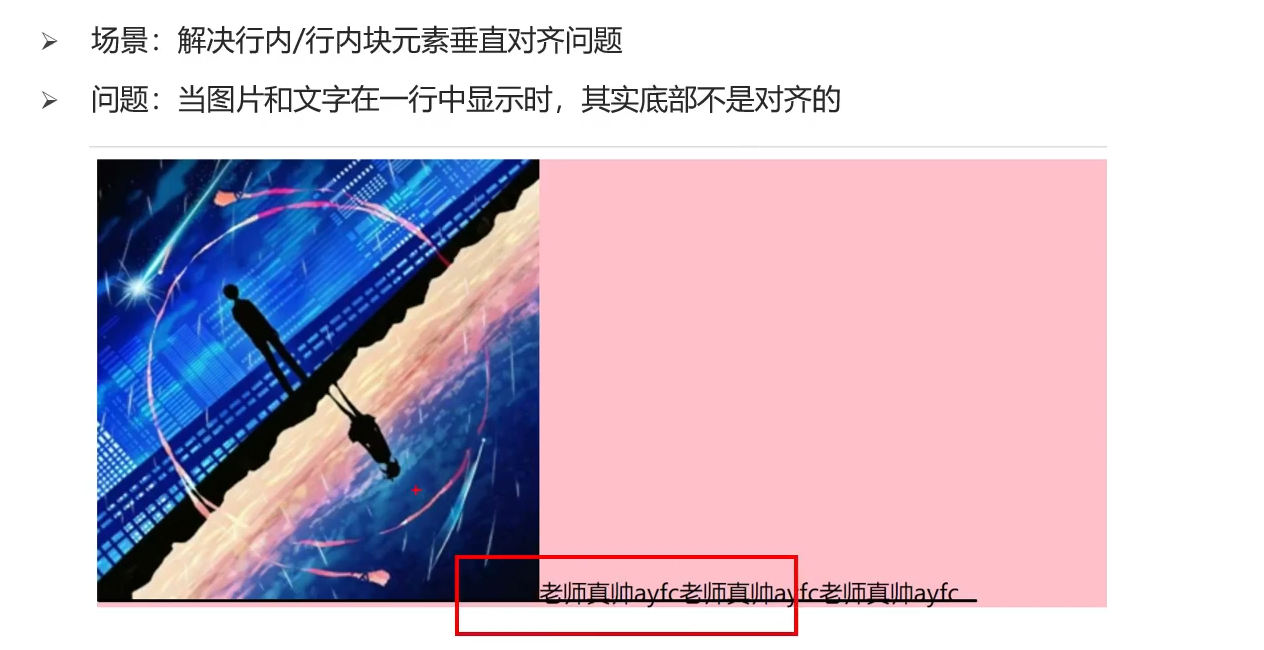 场景：解决行内/行内块元素垂直对齐问题
问题：当图片和文字在一行中显示时，其实底部不是对齐的
老师真帅ayfc老师真帅ayfc老师真帅ayfc